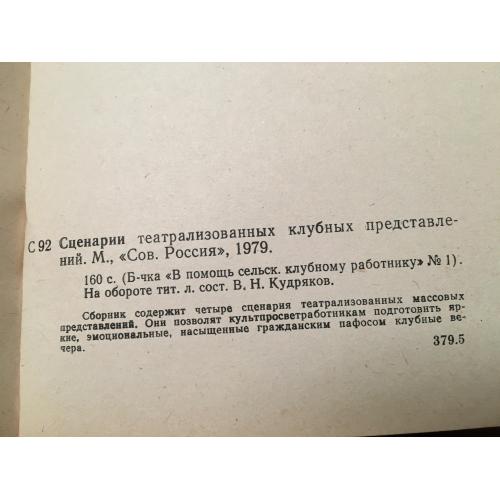 С 92 Сценарии театрализованных клубных представле-
ний. М., «Сов. Россия», 1979.
160 с. (Б-чка «В помощь сельск. клубному работнику» № 1).
На обороте тит. л. сост. В. Н. Кудряков.
Сборник содержит четыре сценария театрализованных массовых
представлений. Они позволят культпросветработникам подготовить яр-
кие, эмоциональные, насыщенные гражданским пафосом клубные ве-
чера.
379.5